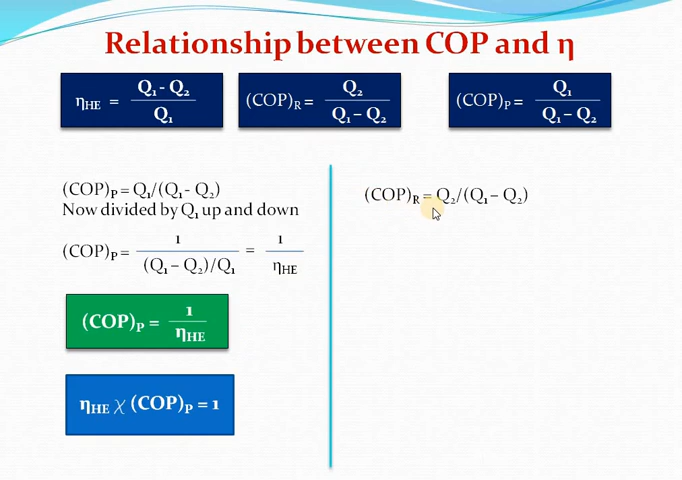 Relationship between COP and η
η_HE = (Q₁ - Q₂)/Q₁
(COP)_R = Q₂/(Q₁ – Q₂)
(COP)_P = Q₁/(Q₁ – Q₂)
(COP)_P = Q₁/(Q₁ - Q₂)
Now divided by Q₁ up and down
(COP)_P = 1/((Q₁ – Q₂)/Q₁) = 1/η_HE
(COP)_P = 1/η_HE
η_HE χ (COP)_P = 1
(COP)_R = Q₂/(Q₁ – Q₂)